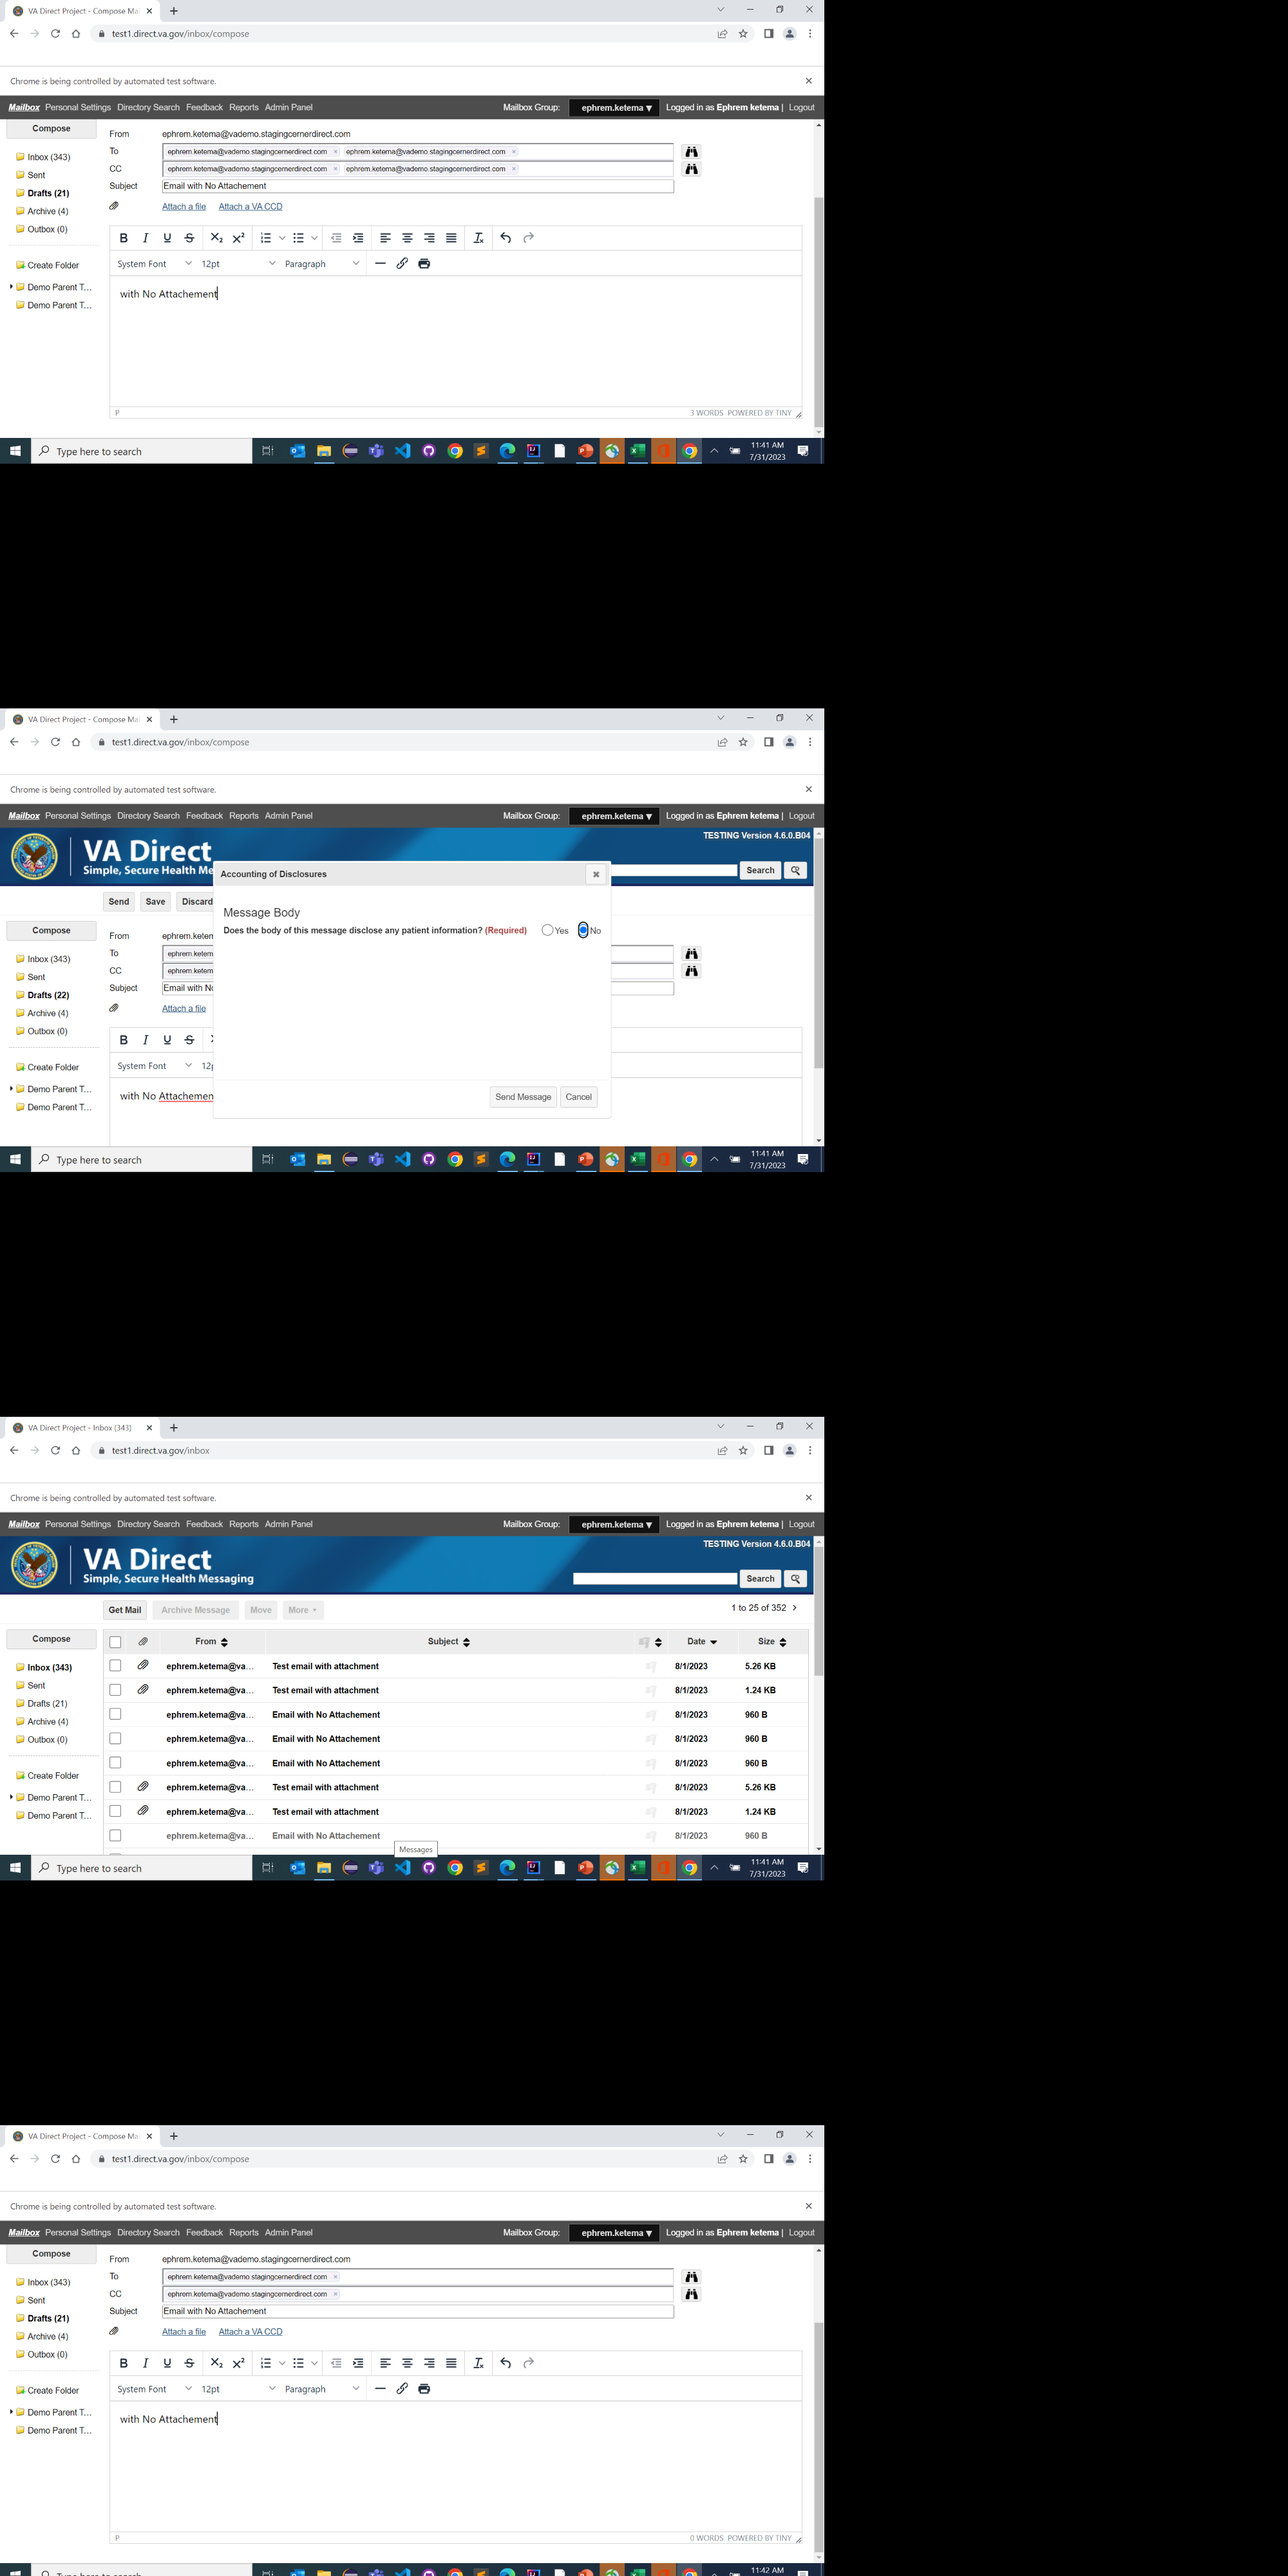 VA Direct Project - Compose Ma
test1.direct.va.gov/inbox/compose
Chrome is being controlled by automated test software.
Mailbox Personal Settings Directory Search Feedback Reports Admin Panel Mailbox Group: ephrem.ketema ▼ Logged in as Ephrem ketema | Logout
Compose
From ephrem.ketema@vademo.stagingcernerdirect.com
Inbox (343)
To ephrem.ketema@vademo.stagingcernerdirect.com × ephrem.ketema@vademo.stagingcernerdirect.com ×
Sent
CC ephrem.ketema@vademo.stagingcernerdirect.com × ephrem.ketema@vademo.stagingcernerdirect.com ×
Drafts (21)
Subject Email with No Attachement
Archive (4)
Attach a file Attach a VA CCD
Outbox (0)
B I U S X₂ X²
Create Folder
System Font 12pt Paragraph
Demo Parent T...
with No Attachement
Demo Parent T...
P 3 WORDS POWERED BY TINY
Type here to search
11:41 AM
7/31/2023
VA Direct Project - Compose Ma
test1.direct.va.gov/inbox/compose
Chrome is being controlled by automated test software.
Mailbox Personal Settings Directory Search Feedback Reports Admin Panel Mailbox Group: ephrem.ketema ▼ Logged in as Ephrem ketema | Logout
TESTING Version 4.6.0.B04
VA Direct
Simple, Secure Health Me
Search
Accounting of Disclosures
Send Save Discard
Message Body
Does the body of this message disclose any patient information? (Required) Yes No
Compose
From ephrem.keter
Inbox (343)
To ephrem.ketem
Sent
CC ephrem.ketem
Drafts (22)
Subject Email with No
Archive (4)
Attach a file
Outbox (0)
B I U S
Create Folder
System Font 12p
Demo Parent T...
with No Attachemen
Demo Parent T...
Send Message Cancel
Type here to search
11:41 AM
7/31/2023
VA Direct Project - Inbox (343)
test1.direct.va.gov/inbox
Chrome is being controlled by automated test software.
Mailbox Personal Settings Directory Search Feedback Reports Admin Panel Mailbox Group: ephrem.ketema ▼ Logged in as Ephrem ketema | Logout
TESTING Version 4.6.0.B04
VA Direct
Simple, Secure Health Messaging
Search
Get Mail Archive Message Move More 1 to 25 of 352
Compose
Inbox (343)
Sent
Drafts (21)
Archive (4)
Outbox (0)
Create Folder
Demo Parent T...
Demo Parent T...
From Subject Date Size
ephrem.ketema@va... Test email with attachment 8/1/2023 5.26 KB
ephrem.ketema@va... Test email with attachment 8/1/2023 1.24 KB
ephrem.ketema@va... Email with No Attachement 8/1/2023 960 B
ephrem.ketema@va... Email with No Attachement 8/1/2023 960 B
ephrem.ketema@va... Email with No Attachement 8/1/2023 960 B
ephrem.ketema@va... Test email with attachment 8/1/2023 5.26 KB
ephrem.ketema@va... Test email with attachment 8/1/2023 1.24 KB
ephrem.ketema@va... Email with No Attachement 8/1/2023 960 B
Messages
Type here to search
11:41 AM
7/31/2023
VA Direct Project - Compose Ma
test1.direct.va.gov/inbox/compose
Chrome is being controlled by automated test software.
Mailbox Personal Settings Directory Search Feedback Reports Admin Panel Mailbox Group: ephrem.ketema ▼ Logged in as Ephrem ketema | Logout
Compose
From ephrem.ketema@vademo.stagingcernerdirect.com
Inbox (343)
To ephrem.ketema@vademo.stagingcernerdirect.com ×
Sent
CC ephrem.ketema@vademo.stagingcernerdirect.com ×
Drafts (21)
Subject Email with No Attachement
Archive (4)
Attach a file Attach a VA CCD
Outbox (0)
B I U S X₂ X²
Create Folder
System Font 12pt Paragraph
Demo Parent T...
with No Attachement
Demo Parent T...
P 0 WORDS POWERED BY TINY
11:42 AM